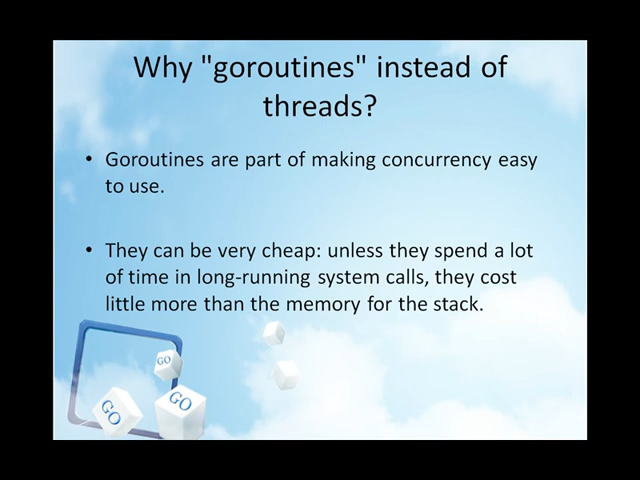 Why "goroutines" instead of
threads?
• Goroutines are part of making concurrency easy
to use.
• They can be very cheap: unless they spend a lot
of time in long-running system calls, they cost
little more than the memory for the stack.
GO
GO
GO